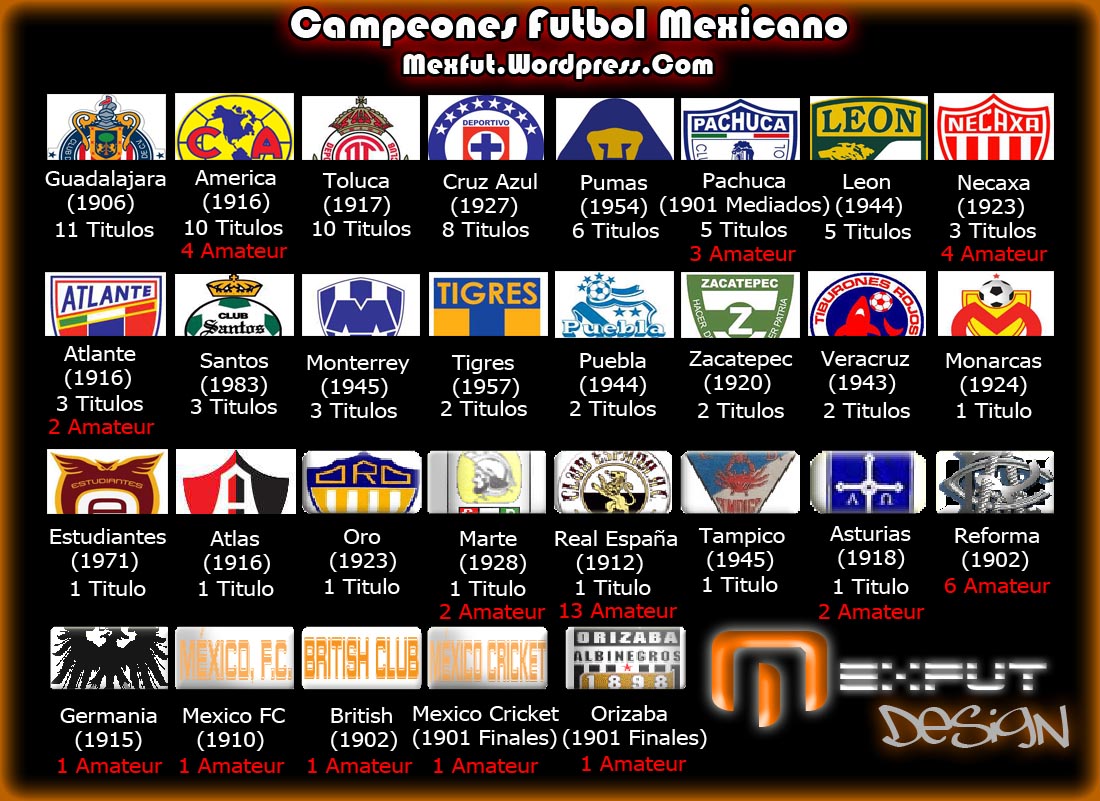 Campeones Futbol Mexicano
Mexfut.Wordpress.Com
C A
DEPORTIVO
PACHUCA
LEON
NECAXA
Guadalajara
(1906)
11 Titulos
America
(1916)
10 Titulos
4 Amateur
Toluca
(1917)
10 Titulos
Cruz Azul
(1927)
8 Titulos
Pumas
(1954)
6 Titulos
Pachuca
(1901 Mediados)
5 Titulos
3 Amateur
Leon
(1944)
5 Titulos
Necaxa
(1923)
3 Titulos
4 Amateur
ATLANTE
CLUB
Santos
TIGRES
Puebla
ZACATEPEC
Z
TIBURONES ROJOS
Atlante
(1916)
3 Titulos
2 Amateur
Santos
(1983)
3 Titulos
Monterrey
(1945)
3 Titulos
Tigres
(1957)
2 Titulos
Puebla
(1944)
2 Titulos
Zacatepec
(1920)
2 Titulos
Veracruz
(1943)
2 Titulos
Monarcas
(1924)
1 Titulo
ESTUDIANTES
ORO
Estudiantes
(1971)
1 Titulo
Atlas
(1916)
1 Titulo
Oro
(1923)
1 Titulo
Marte
(1928)
1 Titulo
2 Amateur
Real España
(1912)
1 Titulo
13 Amateur
Tampico
(1945)
1 Titulo
Asturias
(1918)
1 Titulo
2 Amateur
Reforma
(1902)
6 Amateur
MÉXICO, F.C.
BRITISH CLUB
MEXICO CRICKET
ORIZABA
ALBINEGROS
1898
MEXFUT
DESIGN
Germania
(1915)
1 Amateur
Mexico FC
(1910)
1 Amateur
British
(1902)
1 Amateur
Mexico Cricket
(1901 Finales)
1 Amateur
Orizaba
(1901 Finales)
1 Amateur